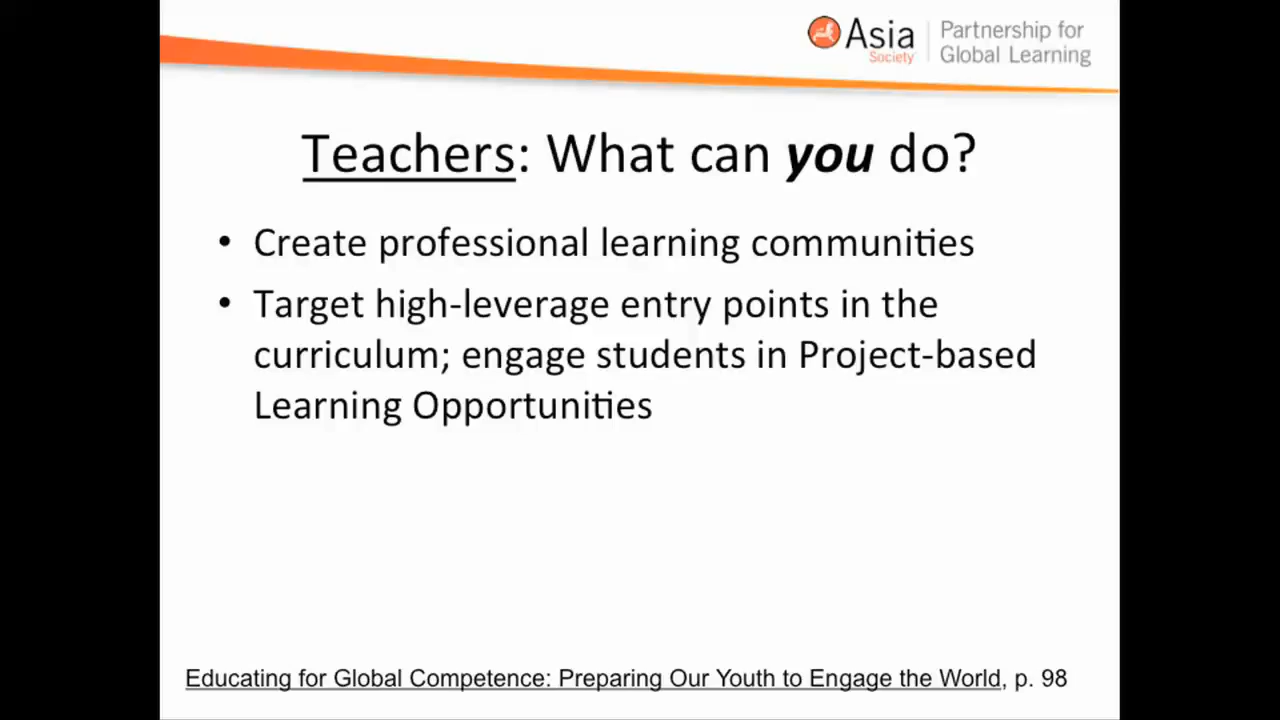 Asia
Society
Partnership for
Global Learning
Teachers: What can you do?
• Create professional learning communities
• Target high-leverage entry points in the
curriculum; engage students in Project-based
Learning Opportunities
Educating for Global Competence: Preparing Our Youth to Engage the World, p. 98